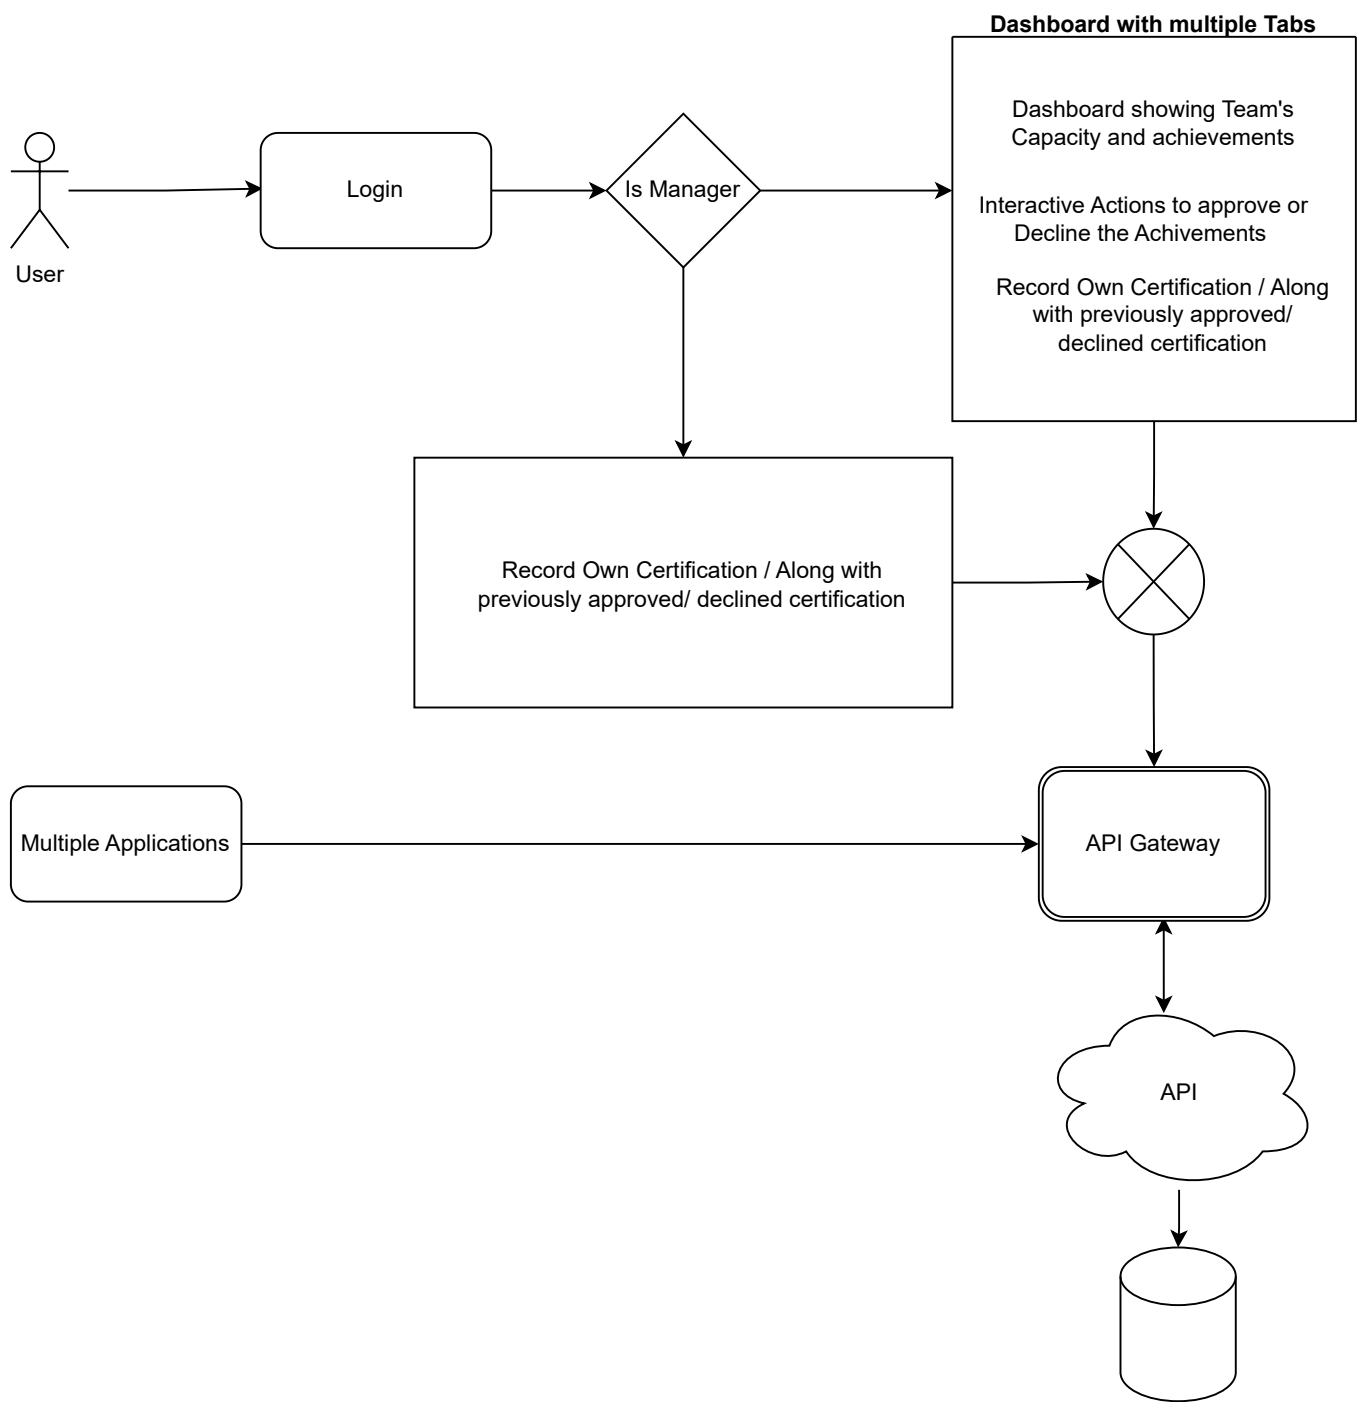 Dashboard with multiple Tabs
Dashboard showing Team's
Capacity and achievements
Interactive Actions to approve or
Decline the Achivements
Record Own Certification / Along
with previously approved/
declined certification
User
Login
Is Manager
Record Own Certification / Along with
previously approved/ declined certification
Multiple Applications
API Gateway
API